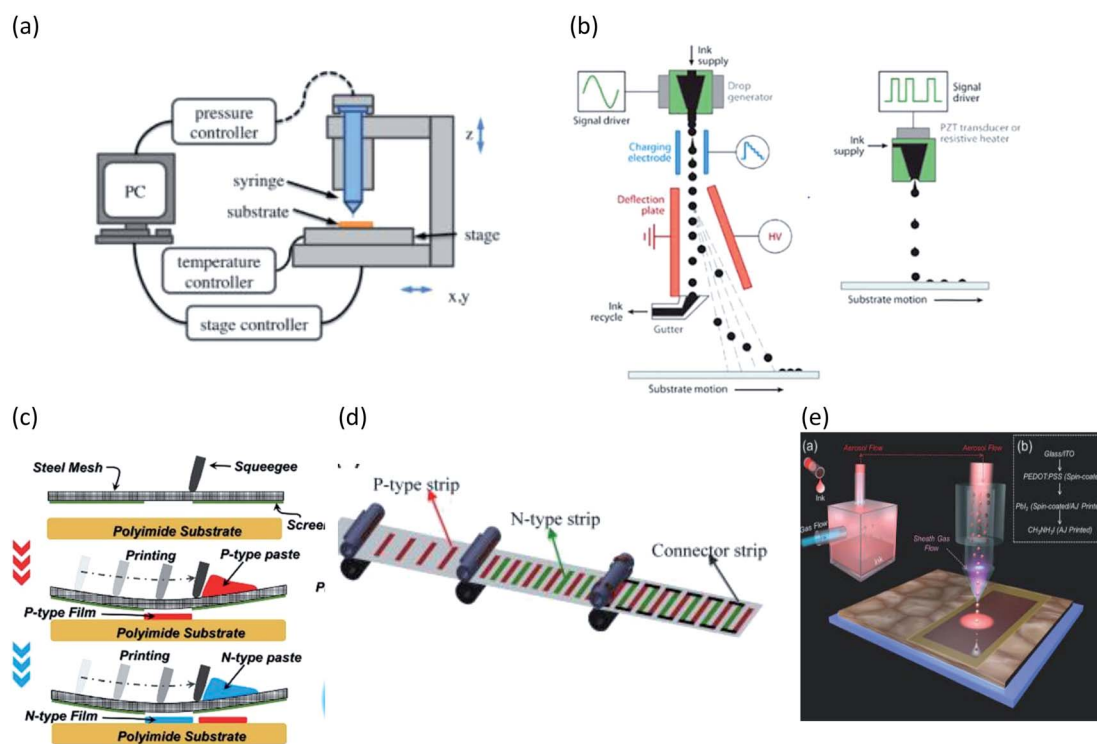 (a)
pressure
controller
z
PC
syringe
substrate
stage
temperature
controller
x,y
stage controller
(b)
Ink
supply
Drop
generator
Signal driver
Charging
electrode
Deflection
plate
HV
Ink
recycle
Gutter
Substrate motion
Signal
driver
PZT transducer or
resistive heater
Ink
supply
Substrate motion
(c)
Steel Mesh
Squeegee
Screen
Polyimide Substrate
Printing
P-type paste
P-type Film
Polyimide Substrate
Printing
N-type paste
N-type Film
Polyimide Substrate
(d)
P-type strip
N-type strip
Connector strip
P
(e)
(a)
Aerosol Flow
Aerosol Flow
Ink
Gas Flow
Sheath Gas
Flow
(b)
Glass/ITO
PEDOT:PSS (Spin-coate
PbI₂ (Spin-coated/AJ Printe
CH₃NH₃I (AJ Printed)